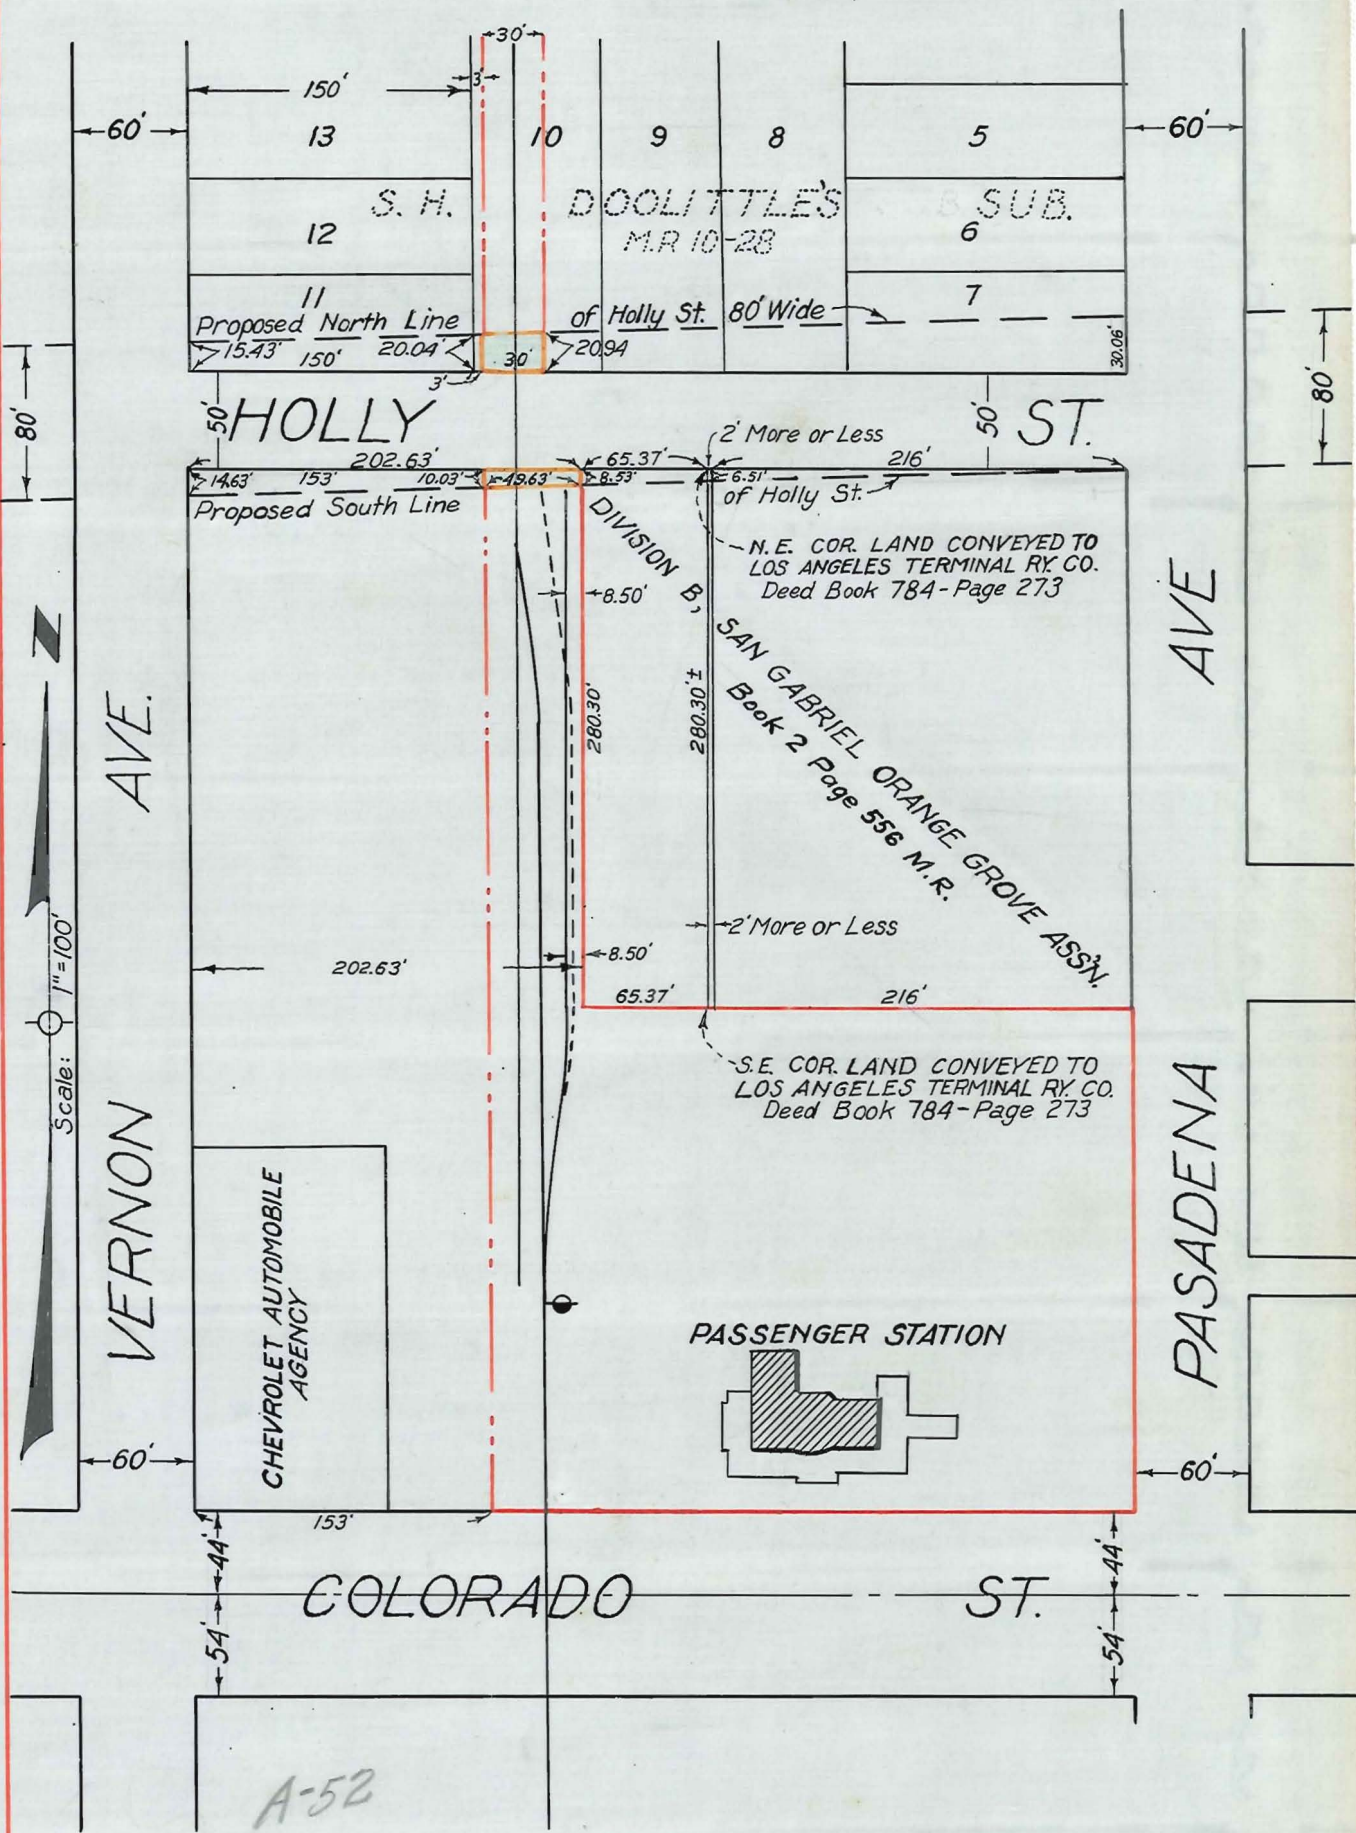 30'
3'
150'
60'
13
10
9
8
5
60'
S. H. DOOLITTLE'S B SUB.
M.R 10-28
12
6
11
7
Proposed North Line of Holly St. 80' Wide
15.43'
150'
20.04'
30'
20.94
30.06'
3'
80'
50'
HOLLY ST.
50'
80'
2' More or Less
202.63'
65.37'
216'
14.63'
153'
10.03'
49.63'
8.53'
6.51'
Proposed South Line of Holly St.
N.E. COR. LAND CONVEYED TO
LOS ANGELES TERMINAL RY. CO.
Deed Book 784-Page 273
DIVISION B, SAN GABRIEL ORANGE GROVE ASS'N.
Book 2 Page 556 M.R.
8.50'
280.30'
280.30'±
N
AVE.
AVE
2' More or Less
8.50'
202.63'
65.37'
216'
Scale: 1"=100'
S.E. COR. LAND CONVEYED TO
LOS ANGELES TERMINAL RY. CO.
Deed Book 784-Page 273
VERNON
PASADENA
CHEVROLET AUTOMOBILE
AGENCY
PASSENGER STATION
60'
60'
153'
44'
44'
COLORADO ST.
54'
54'
A-52